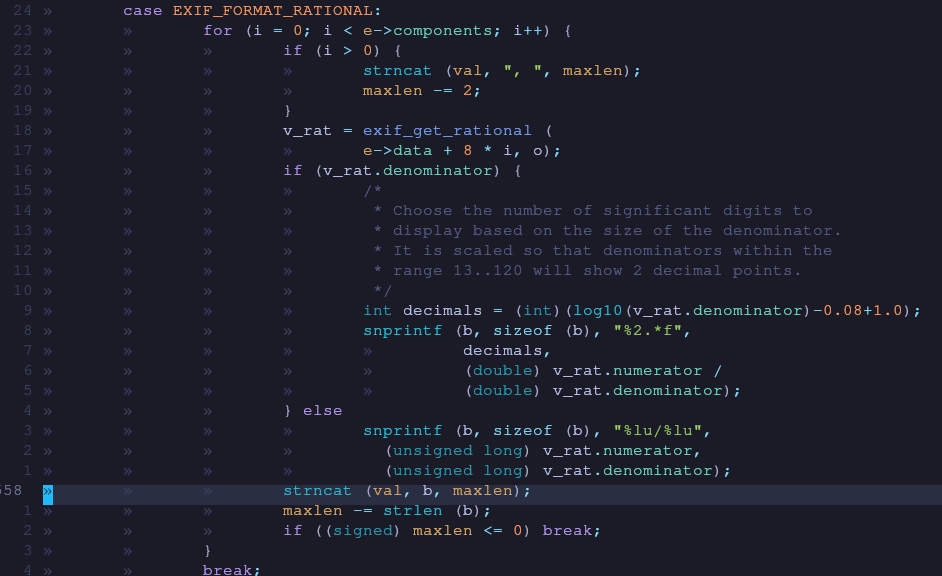 24 »       case EXIF_FORMAT_RATIONAL:
23 »       »       for (i = 0; i < e->components; i++) {
22 »       »       »       if (i > 0) {
21 »       »       »       »       strncat (val, ", ", maxlen);
20 »       »       »       »       maxlen -= 2;
19 »       »       »       }
18 »       »       »       v_rat = exif_get_rational (
17 »       »       »       »       e->data + 8 * i, o);
16 »       »       »       if (v_rat.denominator) {
15 »       »       »       »       /*
14 »       »       »       »        * Choose the number of significant digits to
13 »       »       »       »        * display based on the size of the denominator.
12 »       »       »       »        * It is scaled so that denominators within the
11 »       »       »       »        * range 13..120 will show 2 decimal points.
10 »       »       »       »        */
9 »       »       »       »       int decimals = (int)(log10(v_rat.denominator)-0.08+1.0);
8 »       »       »       »       snprintf (b, sizeof (b), "%2.*f",
7 »       »       »       »       »         decimals,
6 »       »       »       »       »         (double) v_rat.numerator /
5 »       »       »       »       »         (double) v_rat.denominator);
4 »       »       »       } else
3 »       »       »       »       snprintf (b, sizeof (b), "%lu/%lu",
2 »       »       »       »         (unsigned long) v_rat.numerator,
1 »       »       »       »         (unsigned long) v_rat.denominator);
558 »       »       »       strncat (val, b, maxlen);
1 »       »       »       maxlen -= strlen (b);
2 »       »       »       if ((signed) maxlen <= 0) break;
3 »       »       }
4 »       »       break;